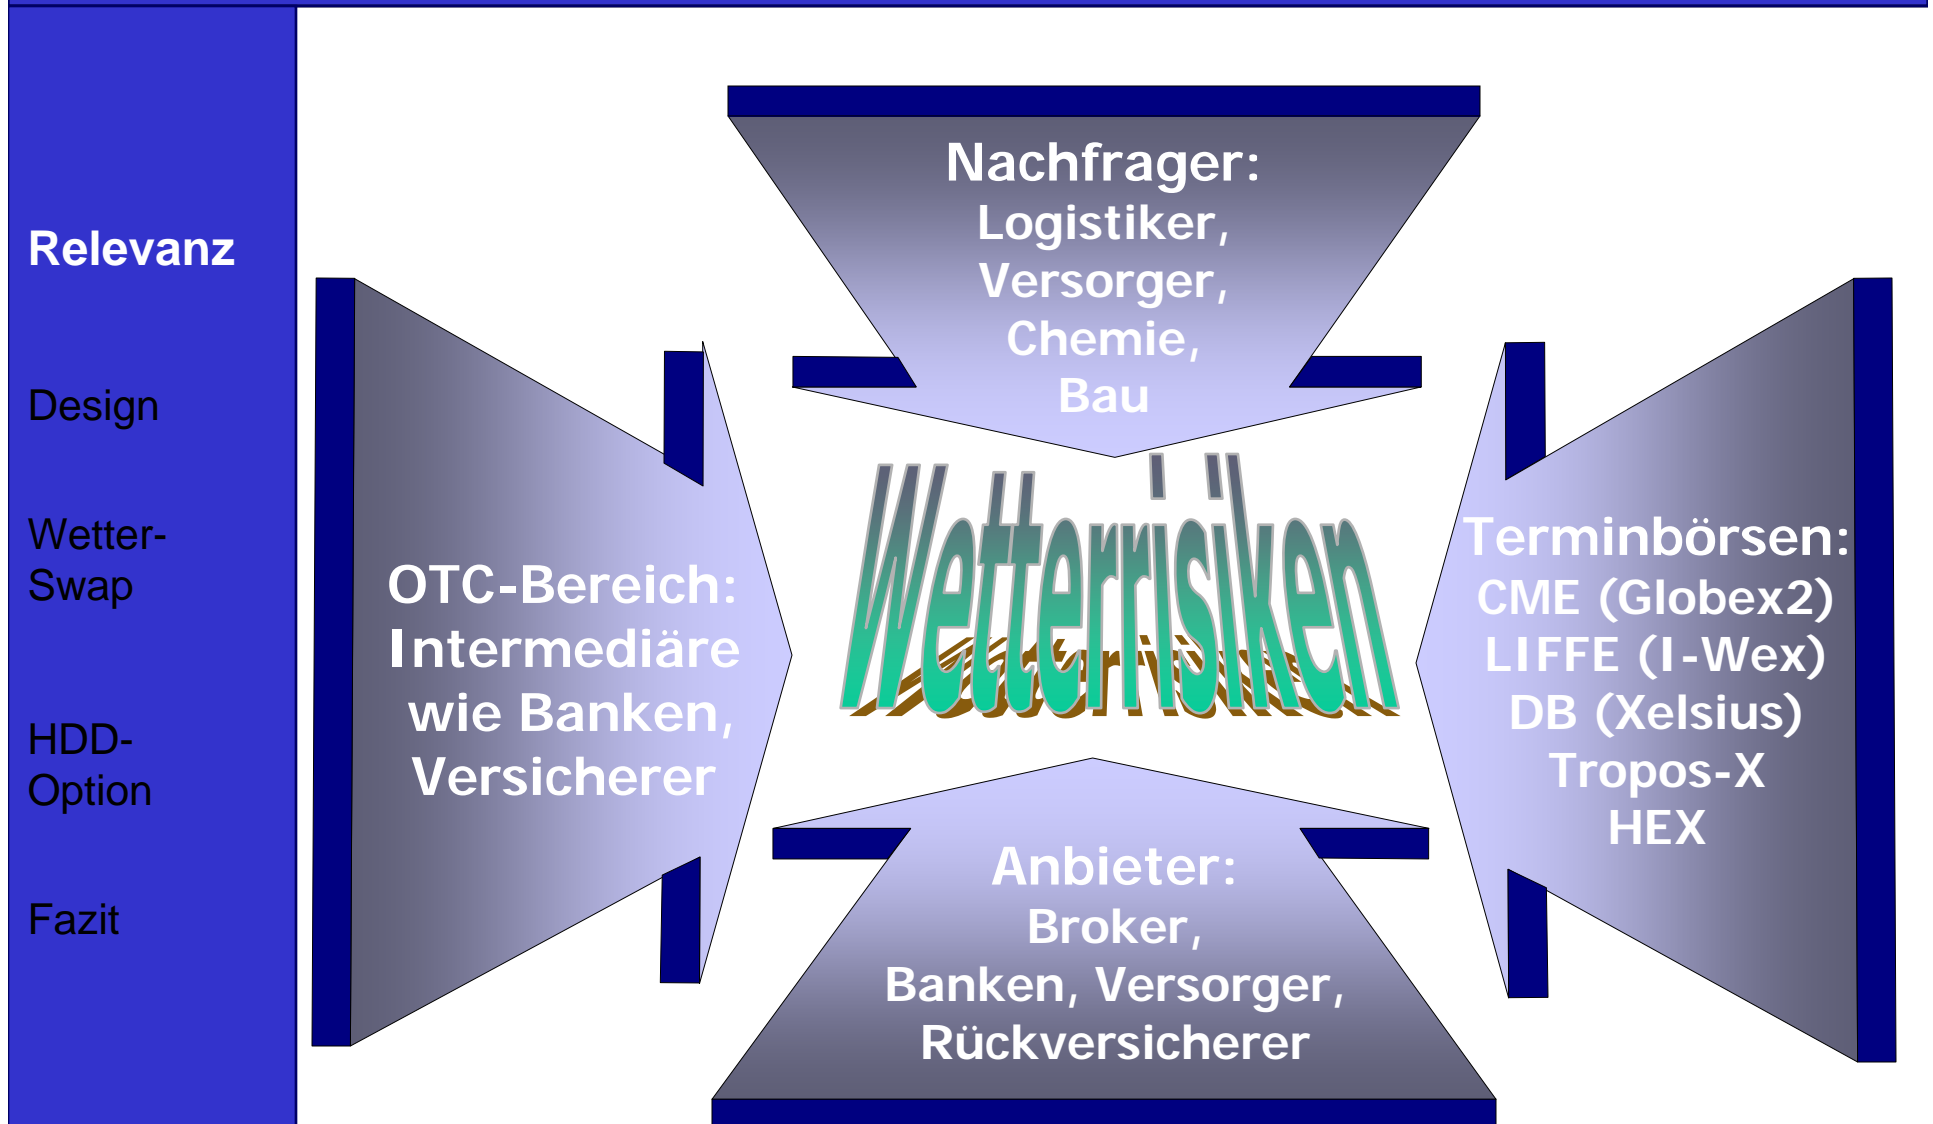 Relevanz
Design
Wetter-
Swap
HDD-
Option
Fazit
Nachfrager:
Logistiker,
Versorger,
Chemie,
Bau
OTC-Bereich:
Intermediäre
wie Banken,
Versicherer
Wetterrisiken
Terminbörsen:
CME (Globex2)
LIFFE (I-Wex)
DB (Xelsius)
Tropos-X
HEX
Anbieter:
Broker,
Banken, Versorger,
Rückversicherer